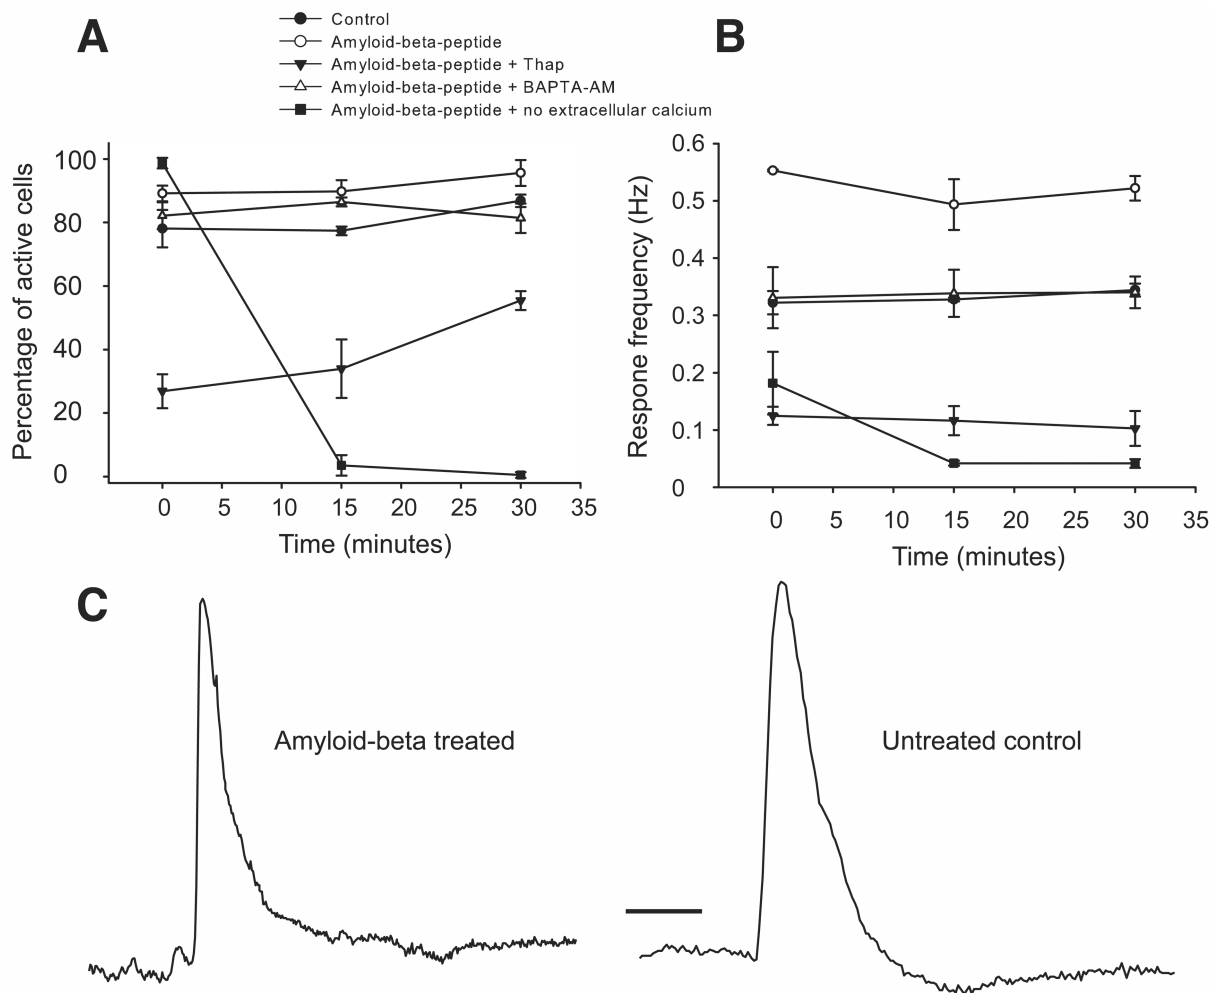 A
Control
Amyloid-beta-peptide
Amyloid-beta-peptide + Thap
Amyloid-beta-peptide + BAPTA-AM
Amyloid-beta-peptide + no extracellular calcium
Percentage of active cells
100
80
60
40
20
0
0 5 10 15 20 25 30 35
Time (minutes)
B
Respone frequency (Hz)
0.6
0.5
0.4
0.3
0.2
0.1
0
0 5 10 15 20 25 30 35
Time (minutes)
C
Amyloid-beta treated
Untreated control